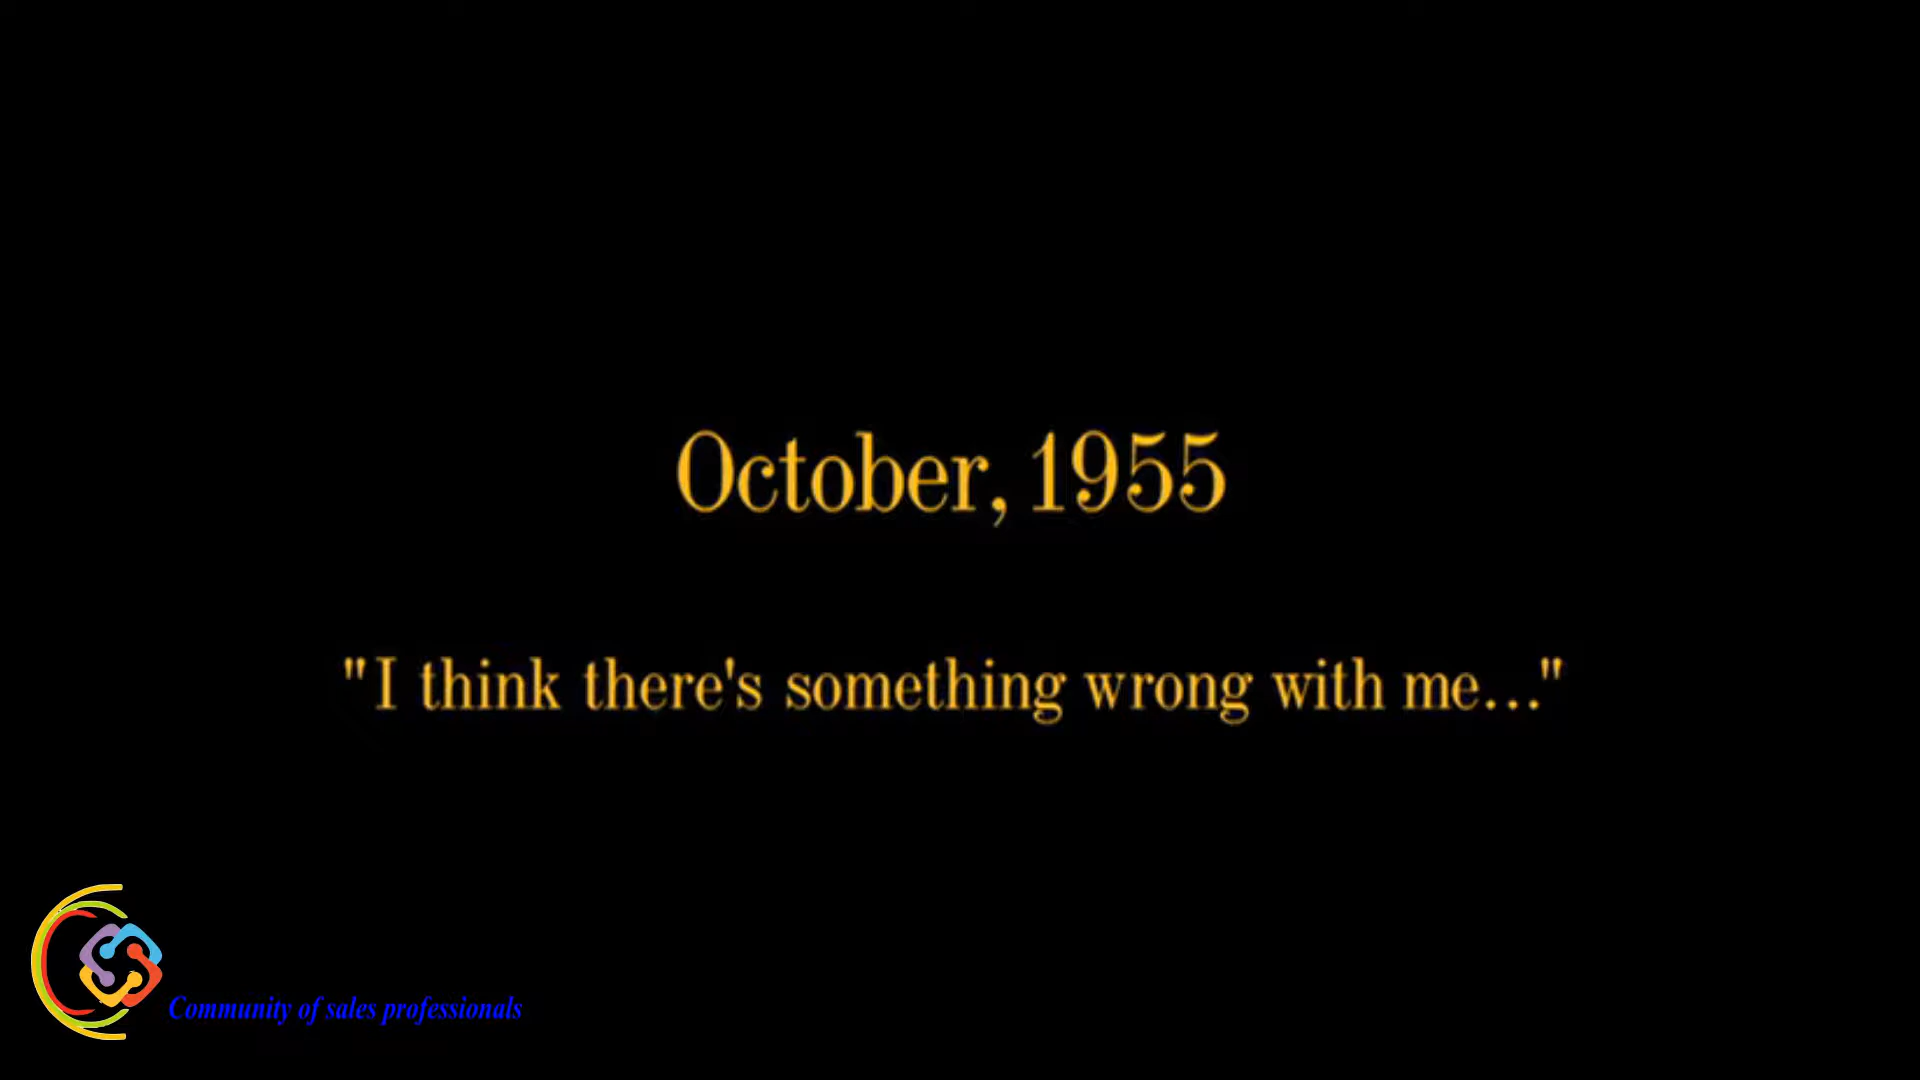 October, 1955
"I think there's something wrong with me..."
Community of sales professionals